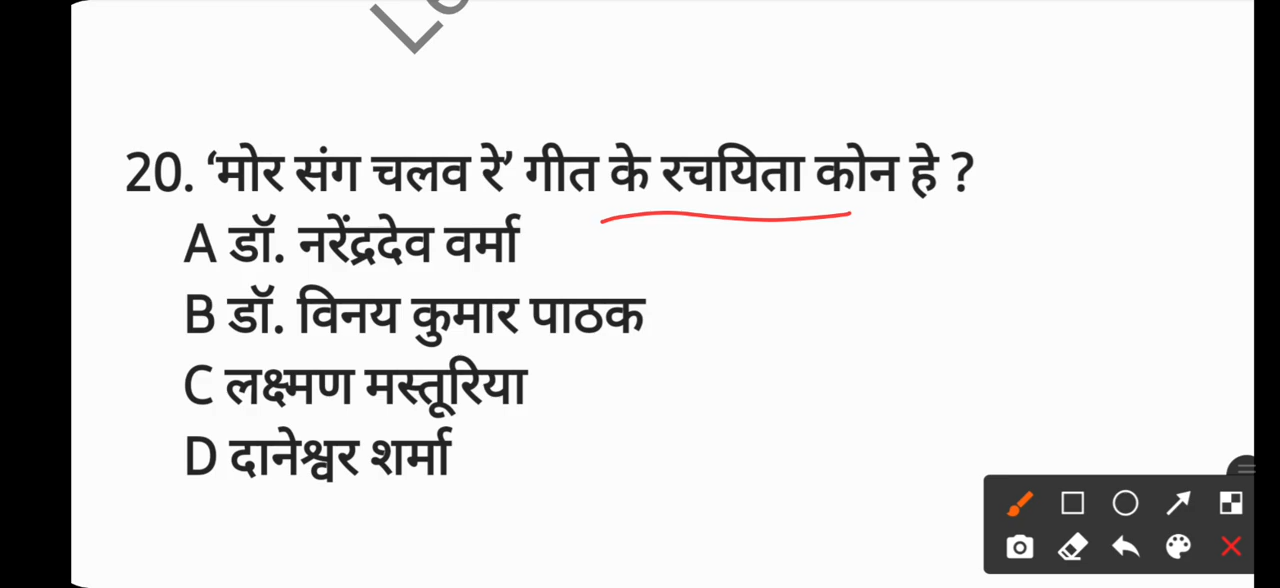 20. ‘मोर संग चलव रे’ गीत के रचयिता कोन हे ?
A डॉ. नरेंद्रदेव वर्मा
B डॉ. विनय कुमार पाठक
C लक्ष्मण मस्तूरिया
D दानेश्वर शर्मा